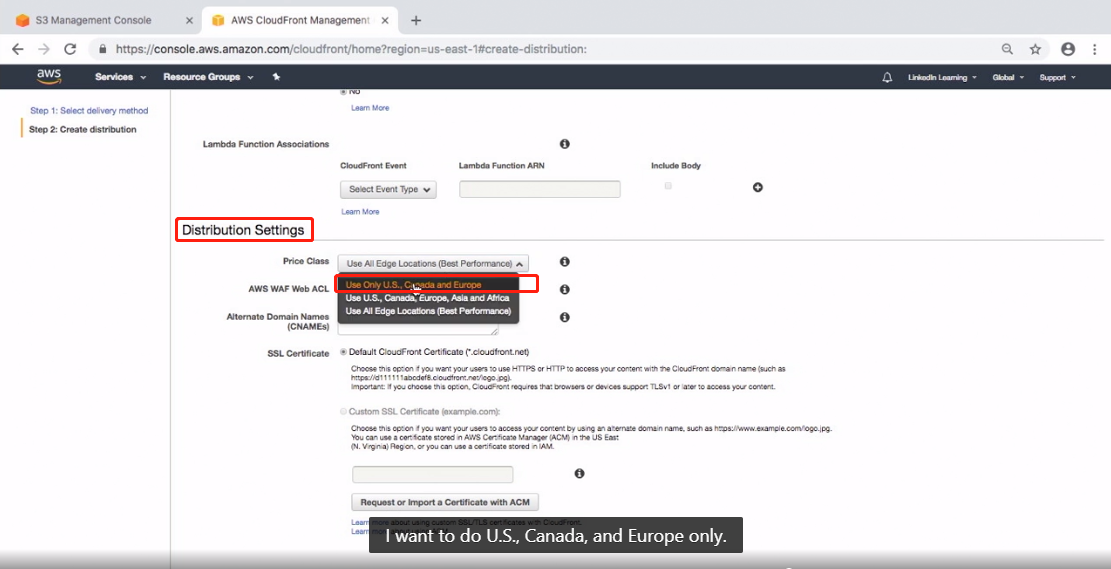 S3 Management Console
AWS CloudFront Management
https://console.aws.amazon.com/cloudfront/home?region=us-east-1#create-distribution:
aws Services Resource Groups LinkedIn Learning Global Support
Step 1: Select delivery method
Step 2: Create distribution
No
Learn More
Lambda Function Associations
CloudFront Event Lambda Function ARN Include Body
Select Event Type
Learn More
Distribution Settings
Price Class Use All Edge Locations (Best Performance)
Use Only U.S., Canada and Europe
AWS WAF Web ACL
Use U.S., Canada, Europe, Asia and Africa
Use All Edge Locations (Best Performance)
Alternate Domain Names
(CNAMEs)
SSL Certificate Default CloudFront Certificate (*.cloudfront.net)
Choose this option if you want your users to use HTTPS or HTTP to access your content with the CloudFront domain name (such as
https://d111111abcdef8.cloudfront.net/logo.jpg).
Important: If you choose this option, CloudFront requires that browsers or devices support TLSv1 or later to access your content.
Custom SSL Certificate (example.com):
Choose this option if you want your users to access your content by using an alternate domain name, such as https://www.example.com/logo.jpg.
You can use a certificate stored in AWS Certificate Manager (ACM) in the US East
(N. Virginia) Region, or you can use a certificate stored in IAM.
Request or Import a Certificate with ACM
Learn more about using custom SSL/TLS certificates with CloudFront.
Learn
I want to do U.S., Canada, and Europe only.